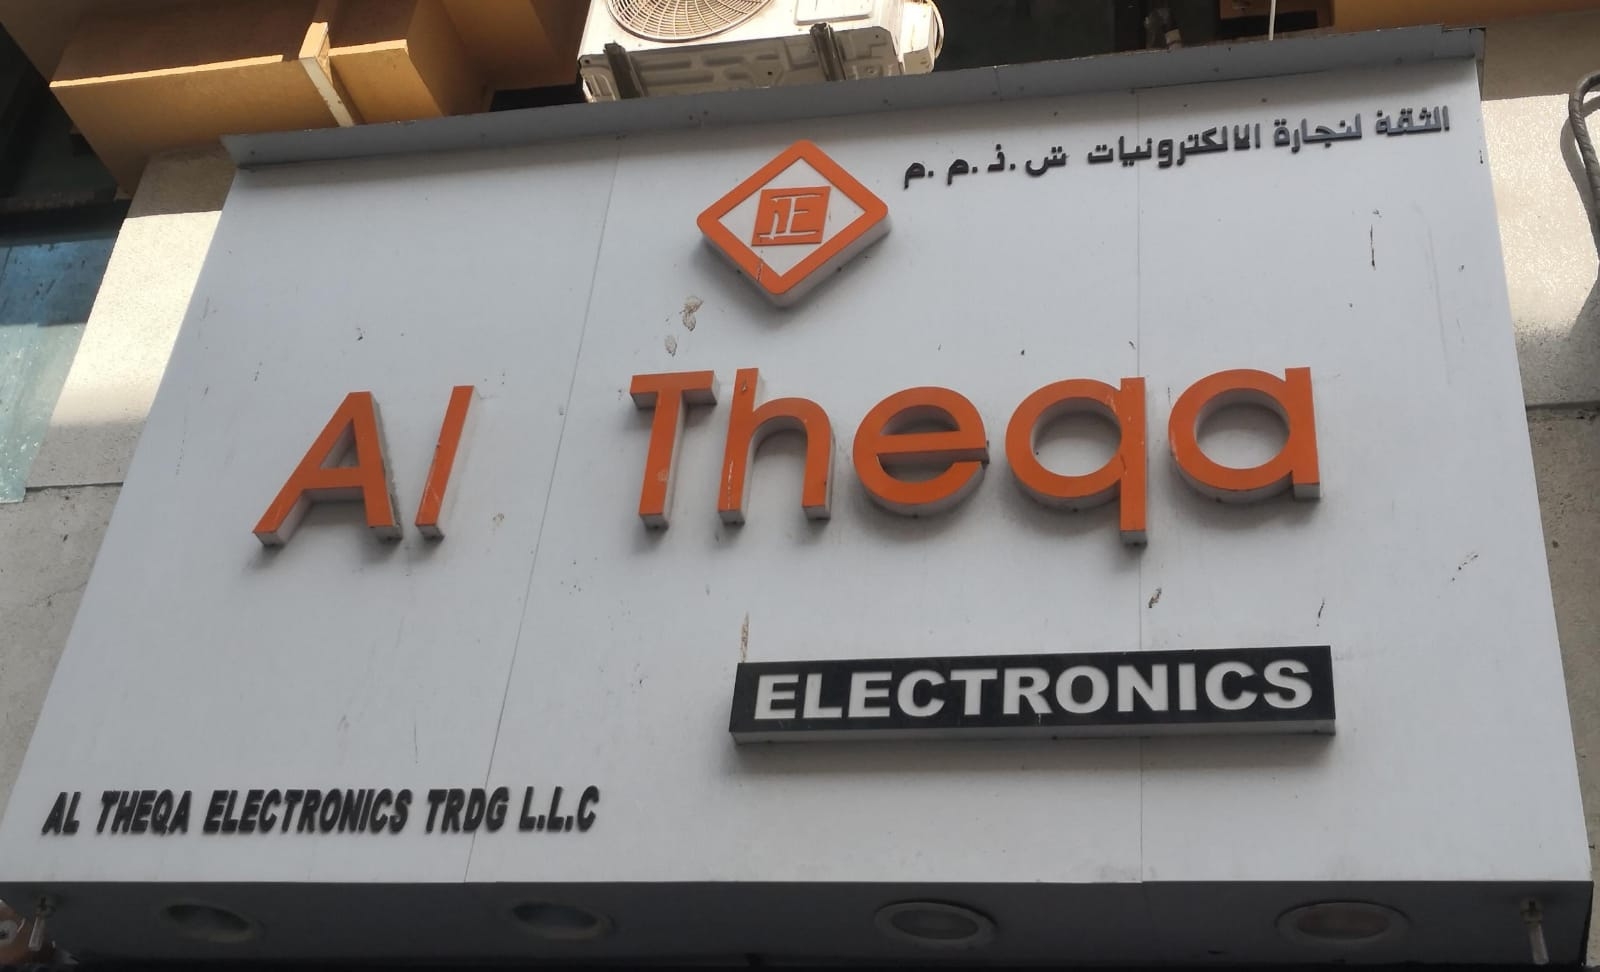 الثقة لتجارة الالكترونيات ش.ذ.م.م
Al Theqa
ELECTRONICS
AL THEQA ELECTRONICS TRDG L.L.C